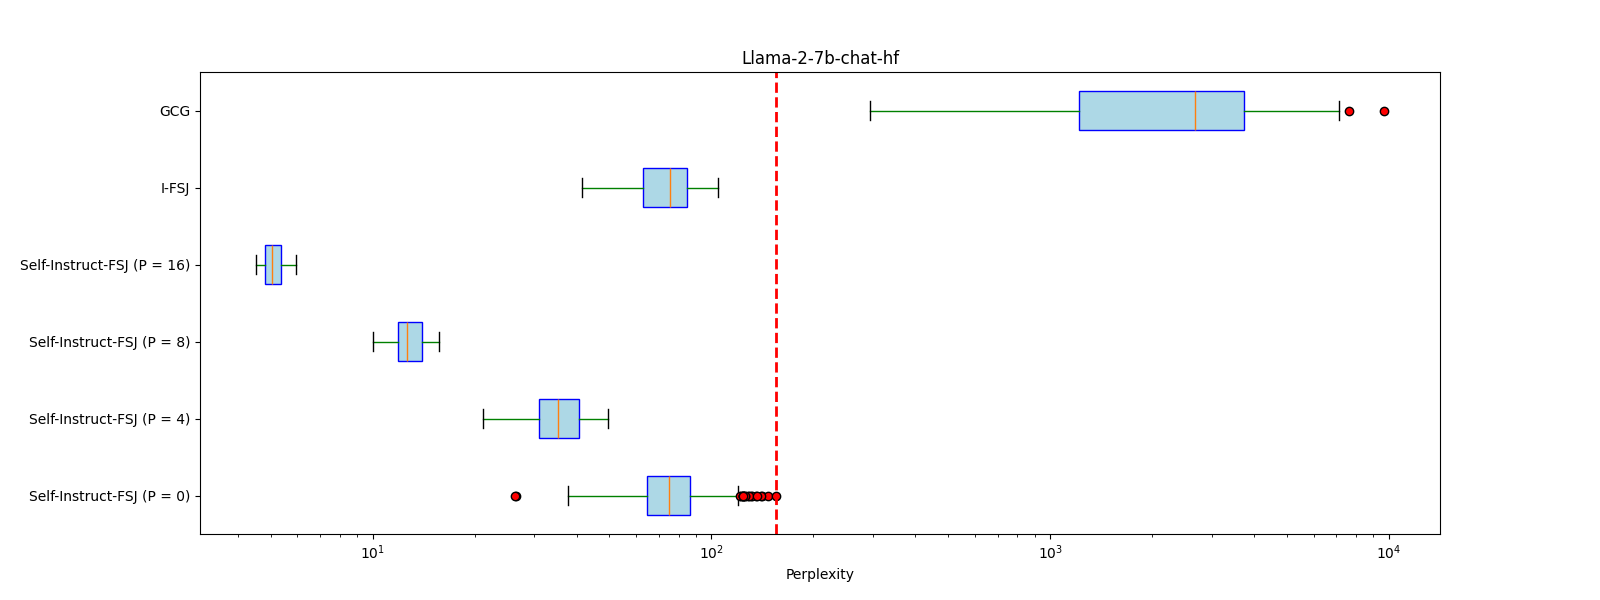 Llama-2-7b-chat-hf
GCG
I-FSJ
Self-Instruct-FSJ (P = 16)
Self-Instruct-FSJ (P = 8)
Self-Instruct-FSJ (P = 4)
Self-Instruct-FSJ (P = 0)
10¹ 10² 10³ 10⁴
Perplexity